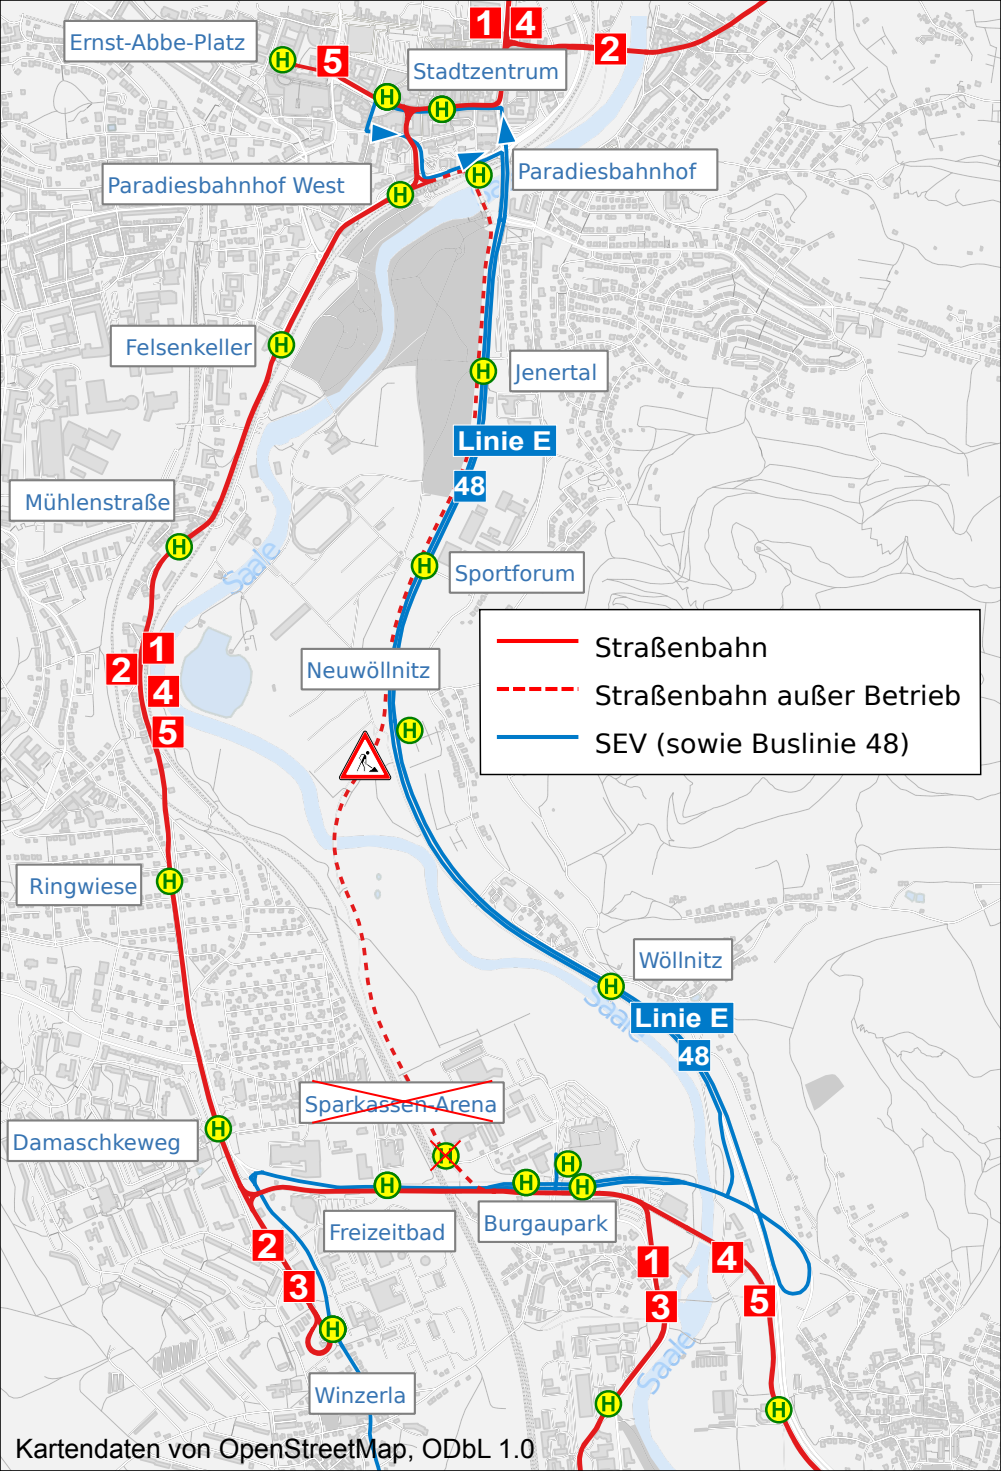 1 4
Ernst-Abbe-Platz
2
H
5
Stadtzentrum
H
H
Paradiesbahnhof
Paradiesbahnhof West
H
H
Felsenkeller
H
Jenertal
H
Linie E
48
Mühlenstraße
H
Saale
H
Sportforum
Straßenbahn
Straßenbahn außer Betrieb
SEV (sowie Buslinie 48)
1
2
4
5
Neuwöllnitz
H
Ringwiese
H
Wöllnitz
H
Saale
Linie E
48
Sparkassen-Arena
H
Damaschkeweg
H
H
H
H
H
Freizeitbad
Burgaupark
2
3
1
3
4
5
H
Winzerla
Saale
H
H
Kartendaten von OpenStreetMap, ODbL 1.0